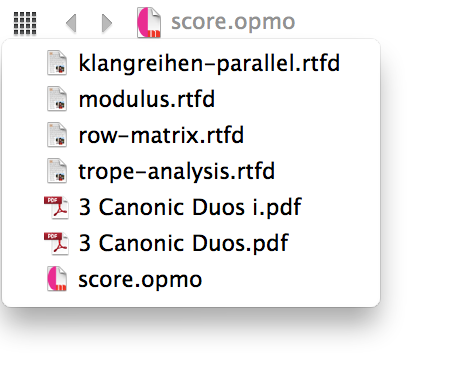 score.opmo
klangreihen-parallel.rtfd
modulus.rtfd
row-matrix.rtfd
trope-analysis.rtfd
3 Canonic Duos i.pdf
3 Canonic Duos.pdf
score.opmo